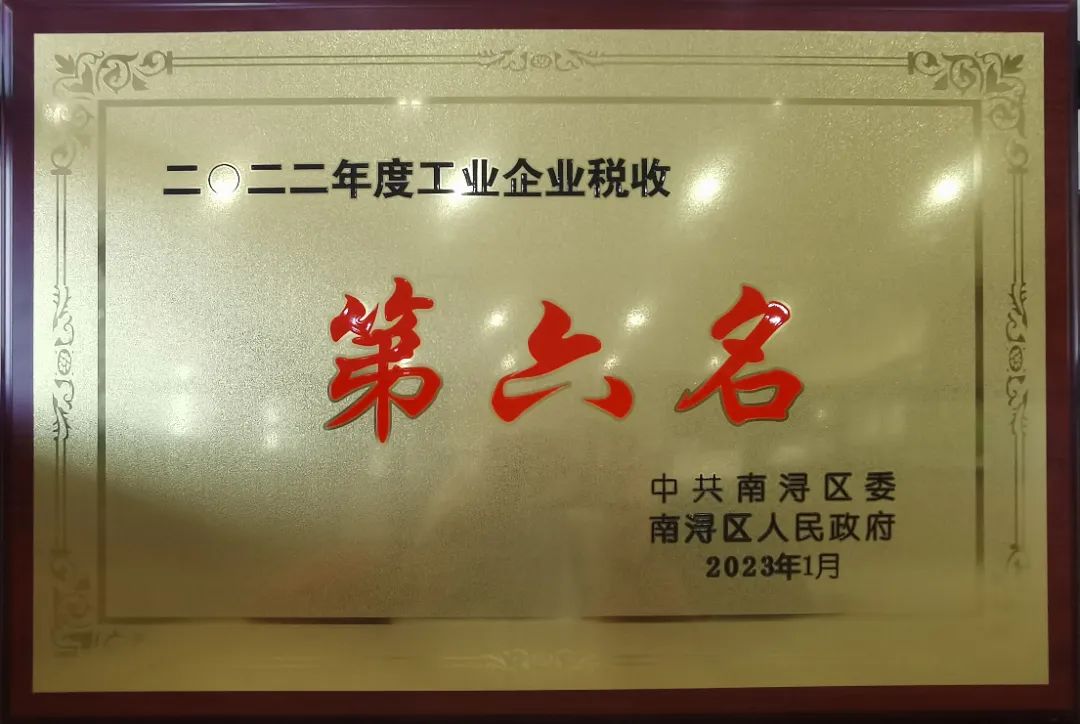 二〇二二年度工业企业税收
第六名
中共南浔区委
南浔区人民政府
2023年1月